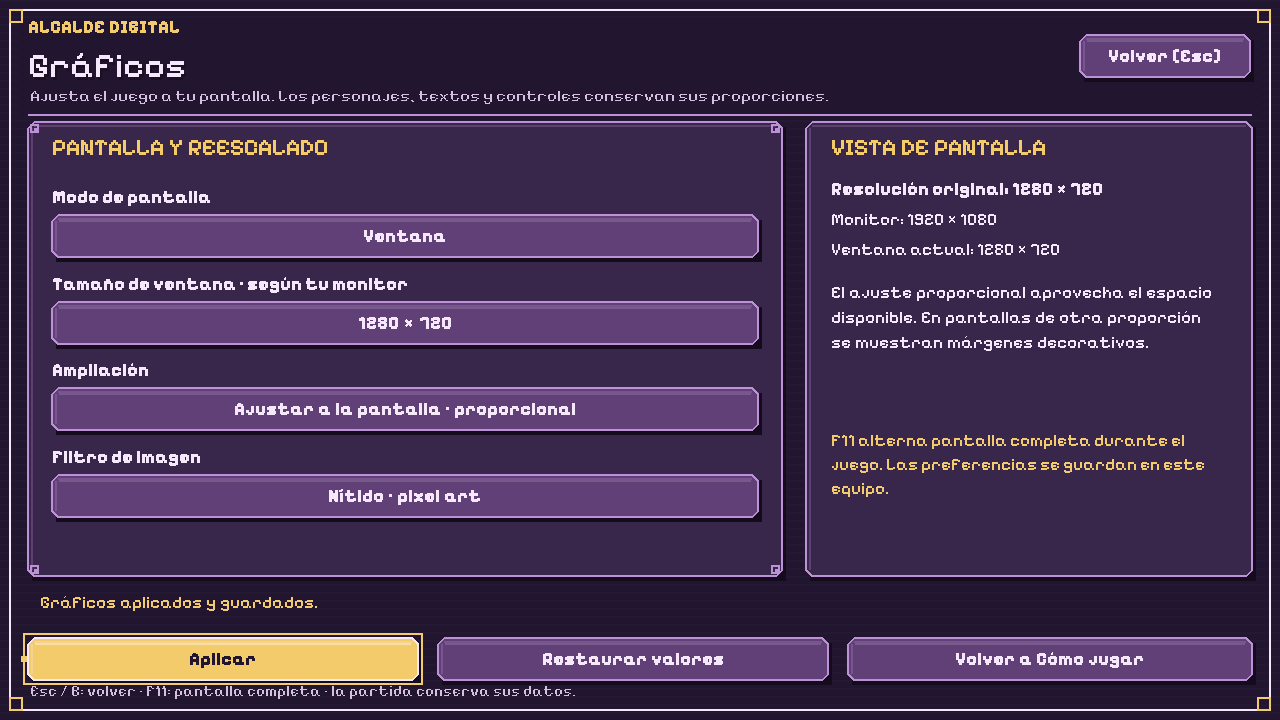 ALCALDE DIGITAL
Gráficos
Volver (Esc)
Ajusta el juego a tu pantalla. Los personajes, textos y controles conservan sus proporciones.
PANTALLA Y REESCALADO
Modo de pantalla
Ventana
Tamaño de ventana · según tu monitor
1280 × 720
Ampliación
Ajustar a la pantalla · proporcional
Filtro de imagen
Nítido · pixel art
VISTA DE PANTALLA
Resolución original: 1280 × 720
Monitor: 1920 × 1080
Ventana actual: 1280 × 720
El ajuste proporcional aprovecha el espacio
disponible. En pantallas de otra proporción
se muestran márgenes decorativos.
F11 alterna pantalla completa durante el
juego. Las preferencias se guardan en este
equipo.
Gráficos aplicados y guardados.
Aplicar
Restaurar valores
Volver a Cómo jugar
Esc / B: volver · F11: pantalla completa · la partida conserva sus datos.